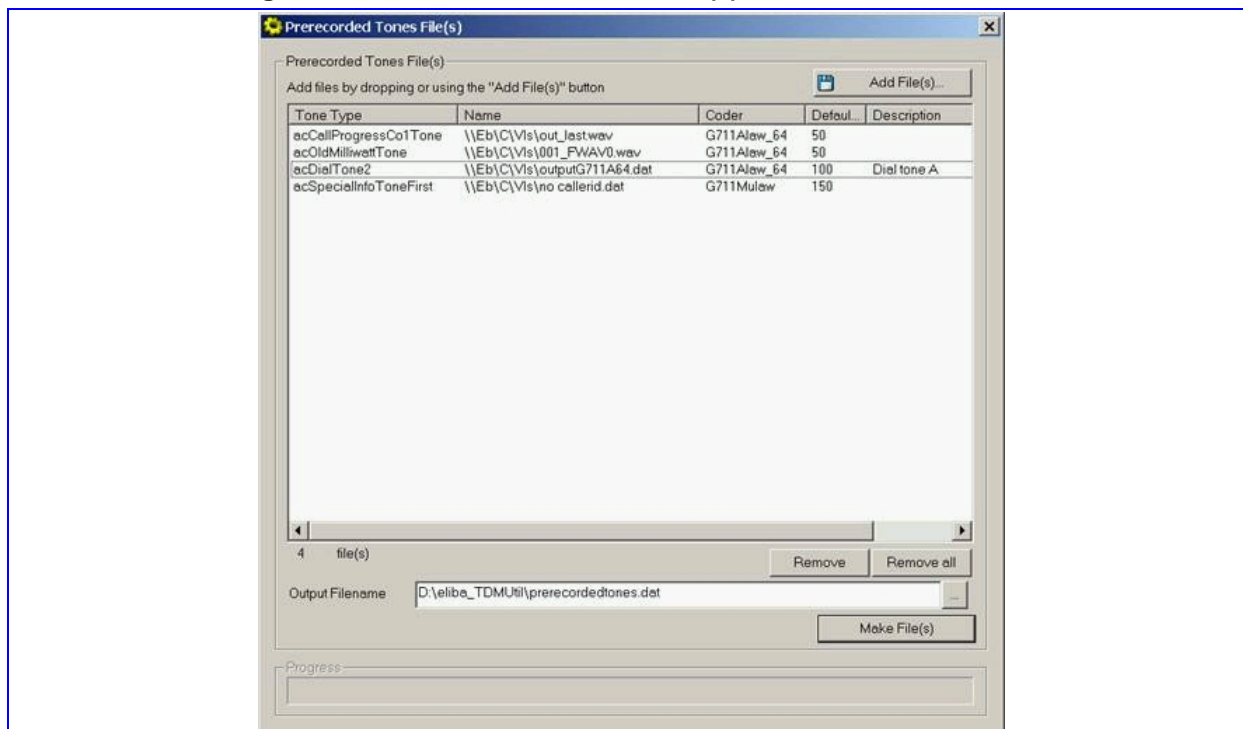 Prerecorded Tones File(s)
Prerecorded Tones File(s)
Add files by dropping or using the "Add File(s)" button
Add File(s)...
Tone Type Name Coder Defaul... Description
acCallProgressCo1Tone \\Eb\C\Vls\out_last.wav G711Alaw_64 50
acOldMilliwattTone \\Eb\C\Vls\001_FWAV0.wav G711Alaw_64 50
acDialTone2 \\Eb\C\Vls\outputG711A64.dat G711Alaw_64 100 Dial tone A
acSpecialInfoToneFirst \\Eb\C\Vls\no callerid.dat G711Mulaw 150
4 file(s)
Remove Remove all
Output Filename D:\eliba_TDMUtil\prerecordedtones.dat ...
Make File(s)
Progress